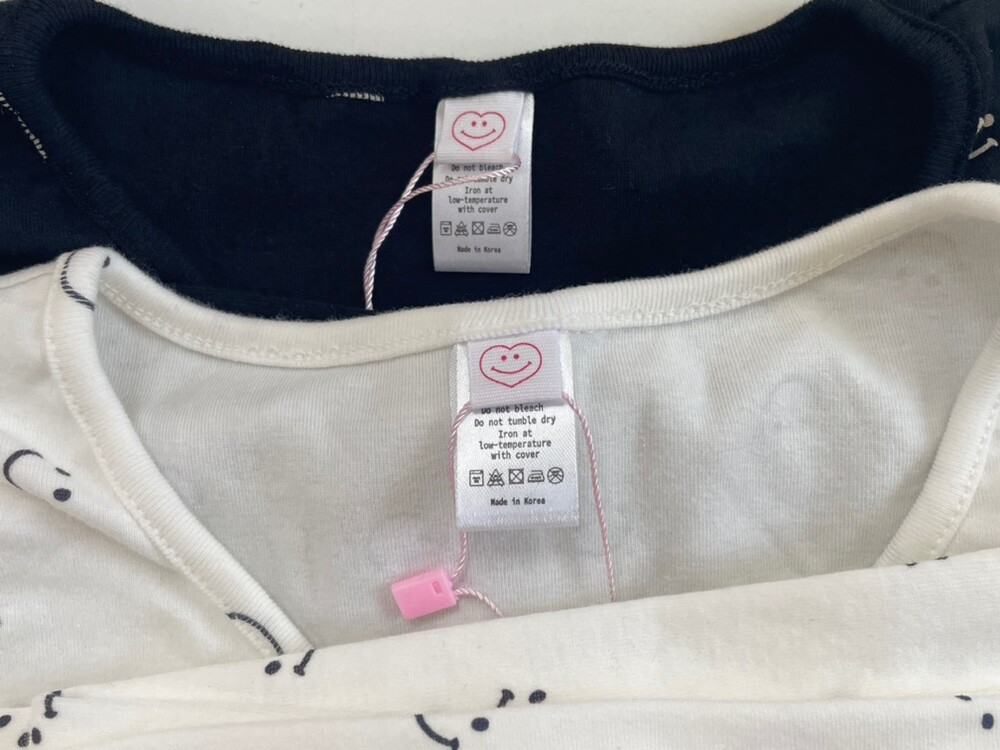 Do not bleach
Do not tumble dry
Iron at
low-temperature
with cover
Made in Korea
Do not bleach
Do not tumble dry
Iron at
low-temperature
with cover
Made in Korea